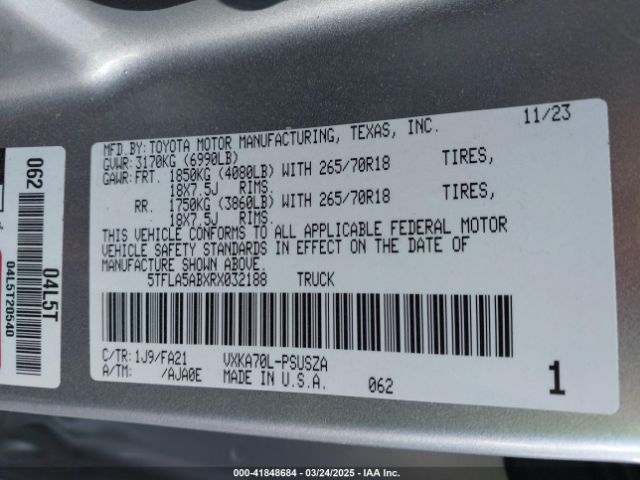 MFD. BY: TOYOTA MOTOR MANUFACTURING, TEXAS, INC. 11/23
GVWR: 3170KG (6990LB)
GAWR: FRT. 1850KG (4080LB) WITH 265/70R18 TIRES,
18X7.5J RIMS.
RR. 1750KG (3860LB) WITH 265/70R18 TIRES,
18X7.5J RIMS.
THIS VEHICLE CONFORMS TO ALL APPLICABLE FEDERAL MOTOR
VEHICLE SAFETY STANDARDS IN EFFECT ON THE DATE OF
MANUFACTURE SHOWN ABOVE.
5TFLA5ABXRX032188 TRUCK
C/TR: 1J9/FA21 VXKA70L-PSUSZA
A/TM: /AJA0E MADE IN U.S.A. 062 1
062
04L5T
04L5T20540
000-41848684 — 03/24/2025 — IAA Inc.